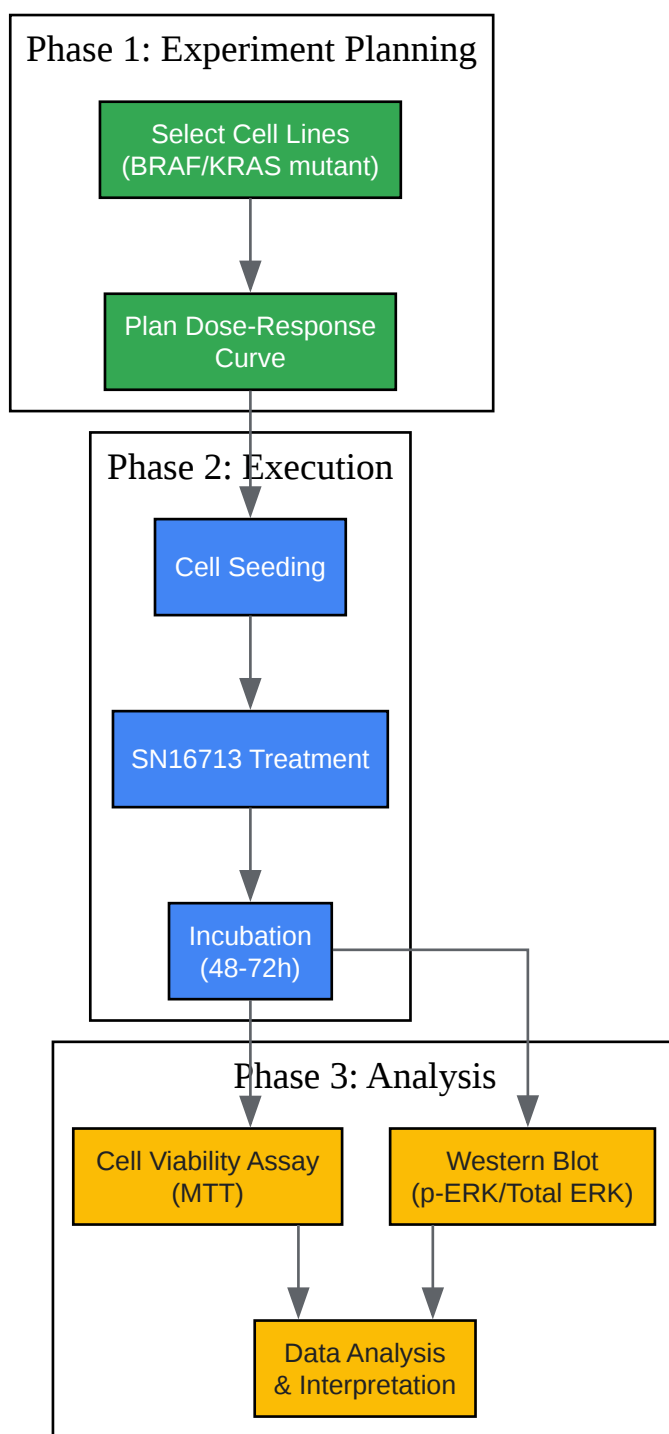 Phase 1: Experiment Planning
Select Cell Lines
(BRAF/KRAS mutant)
Plan Dose-Response
Curve
Phase 2: Execution
Cell Seeding
SN16713 Treatment
Incubation
(48-72h)
Phase 3: Analysis
Cell Viability Assay
(MTT)
Western Blot
(p-ERK/Total ERK)
Data Analysis
& Interpretation